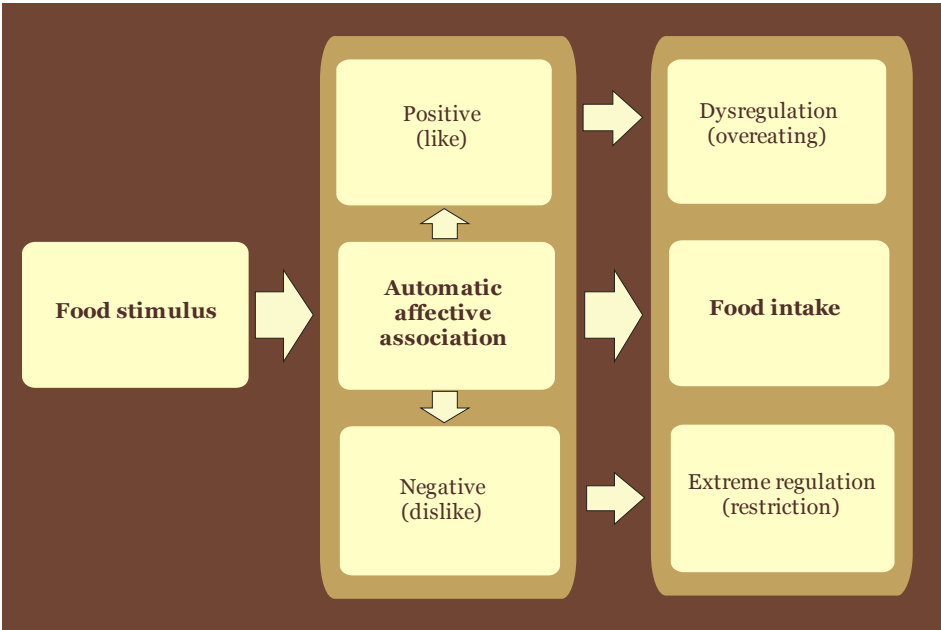 Positive
(like)
Dysregulation
(overeating)
Food stimulus
Automatic
affective
association
Food intake
Negative
(dislike)
Extreme regulation
(restriction)